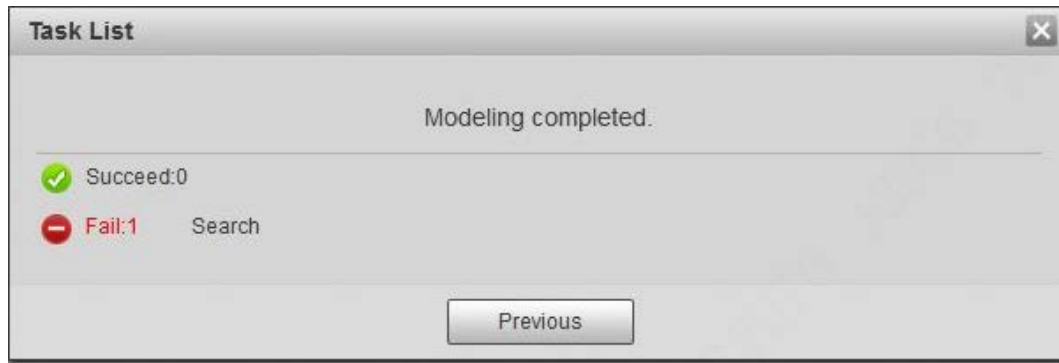 Task List
Modeling completed.
Succeed:0
Fail:1 Search
Previous